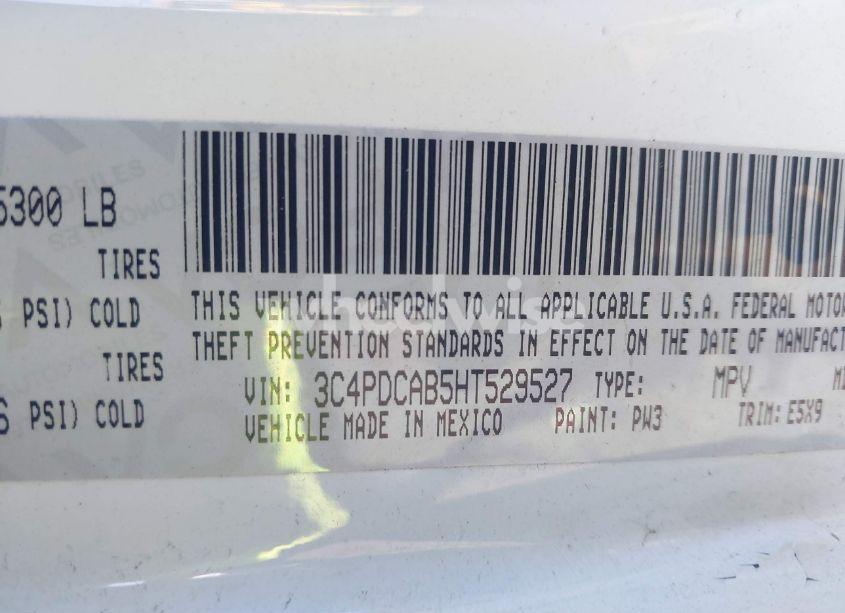 5300 LB
TIRES
PSI) COLD
TIRES
PSI) COLD
THIS VEHICLE CONFORMS TO ALL APPLICABLE U.S.A. FEDERAL MOTOR
THEFT PREVENTION STANDARDS IN EFFECT ON THE DATE OF MANUFACT
VIN: 3C4PDCAB5HT529527 TYPE: MPV
VEHICLE MADE IN MEXICO PAINT: PW3 TRIM: E5X9
wheelwise